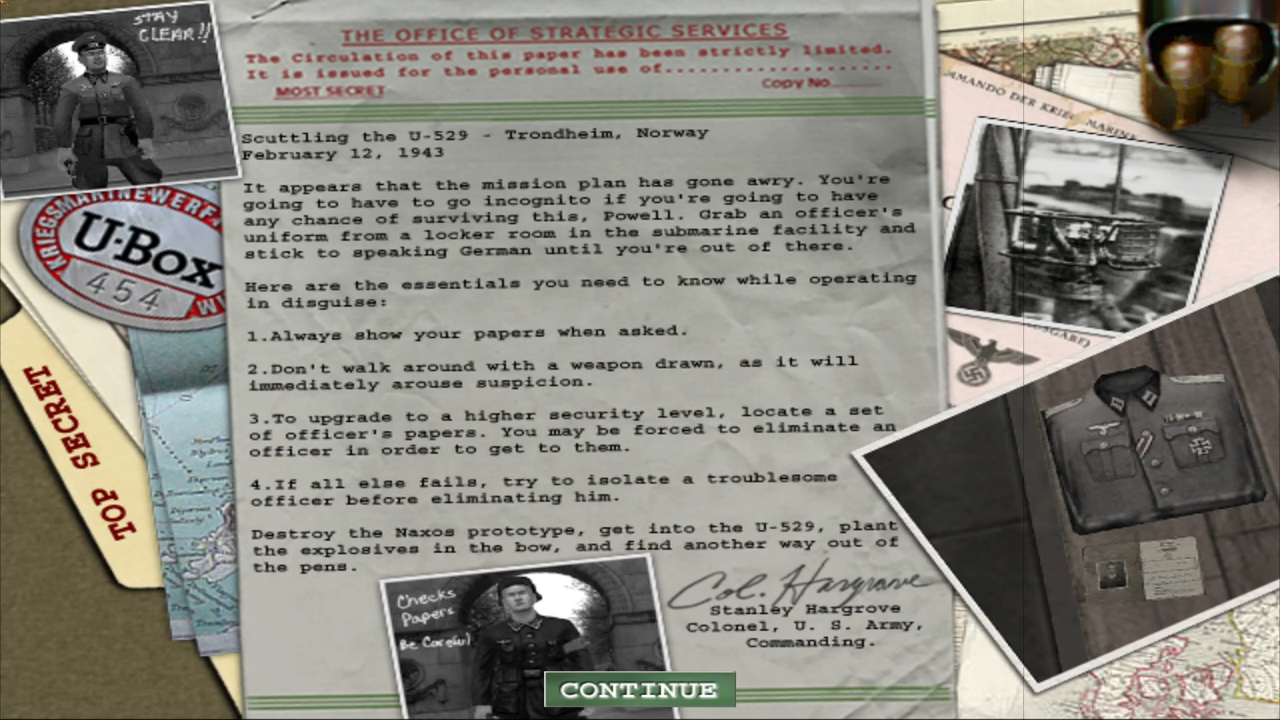 STAY
CLEAR!!
THE OFFICE OF STRATEGIC SERVICES
The Circulation of this paper has been strictly limited.
It is issued for the personal use of....................
MOST SECRET
Copy No.......
Scuttling the U-529 - Trondheim, Norway
February 12, 1943
It appears that the mission plan has gone awry. You're
going to have to go incognito if you're going to have
any chance of surviving this, Powell. Grab an officer's
uniform from a locker room in the submarine facility and
stick to speaking German until you're out of there.
Here are the essentials you need to know while operating
in disguise:
1.Always show your papers when asked.
2.Don't walk around with a weapon drawn, as it will
immediately arouse suspicion.
3.To upgrade to a higher security level, locate a set
of officer's papers. You may be forced to eliminate an
officer in order to get to them.
4.If all else fails, try to isolate a troublesome
officer before eliminating him.
Destroy the Naxos prototype, get into the U-529, plant
the explosives in the bow, and find another way out of
the pens.
Col. Hargrave
Stanley Hargrove
Colonel, U. S. Army,
Commanding.
Checks
Papers
Be Careful
CONTINUE
KRIEGSMARINEWERF
U-Box
454
TOP SECRET
AMANDO DER KRIE MARINE